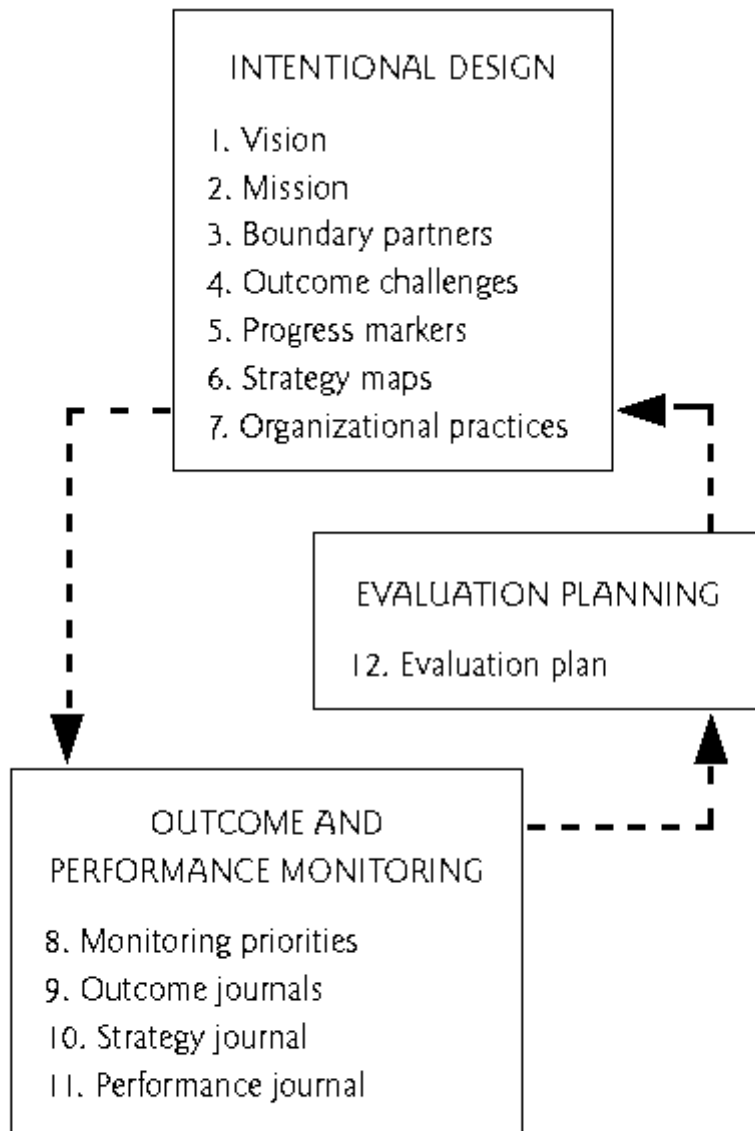 INTENTIONAL DESIGN
1. Vision
2. Mission
3. Boundary partners
4. Outcome challenges
5. Progress markers
6. Strategy maps
7. Organizational practices
EVALUATION PLANNING
12. Evaluation plan
OUTCOME AND
PERFORMANCE MONITORING
8. Monitoring priorities
9. Outcome journals
10. Strategy journal
11. Performance journal